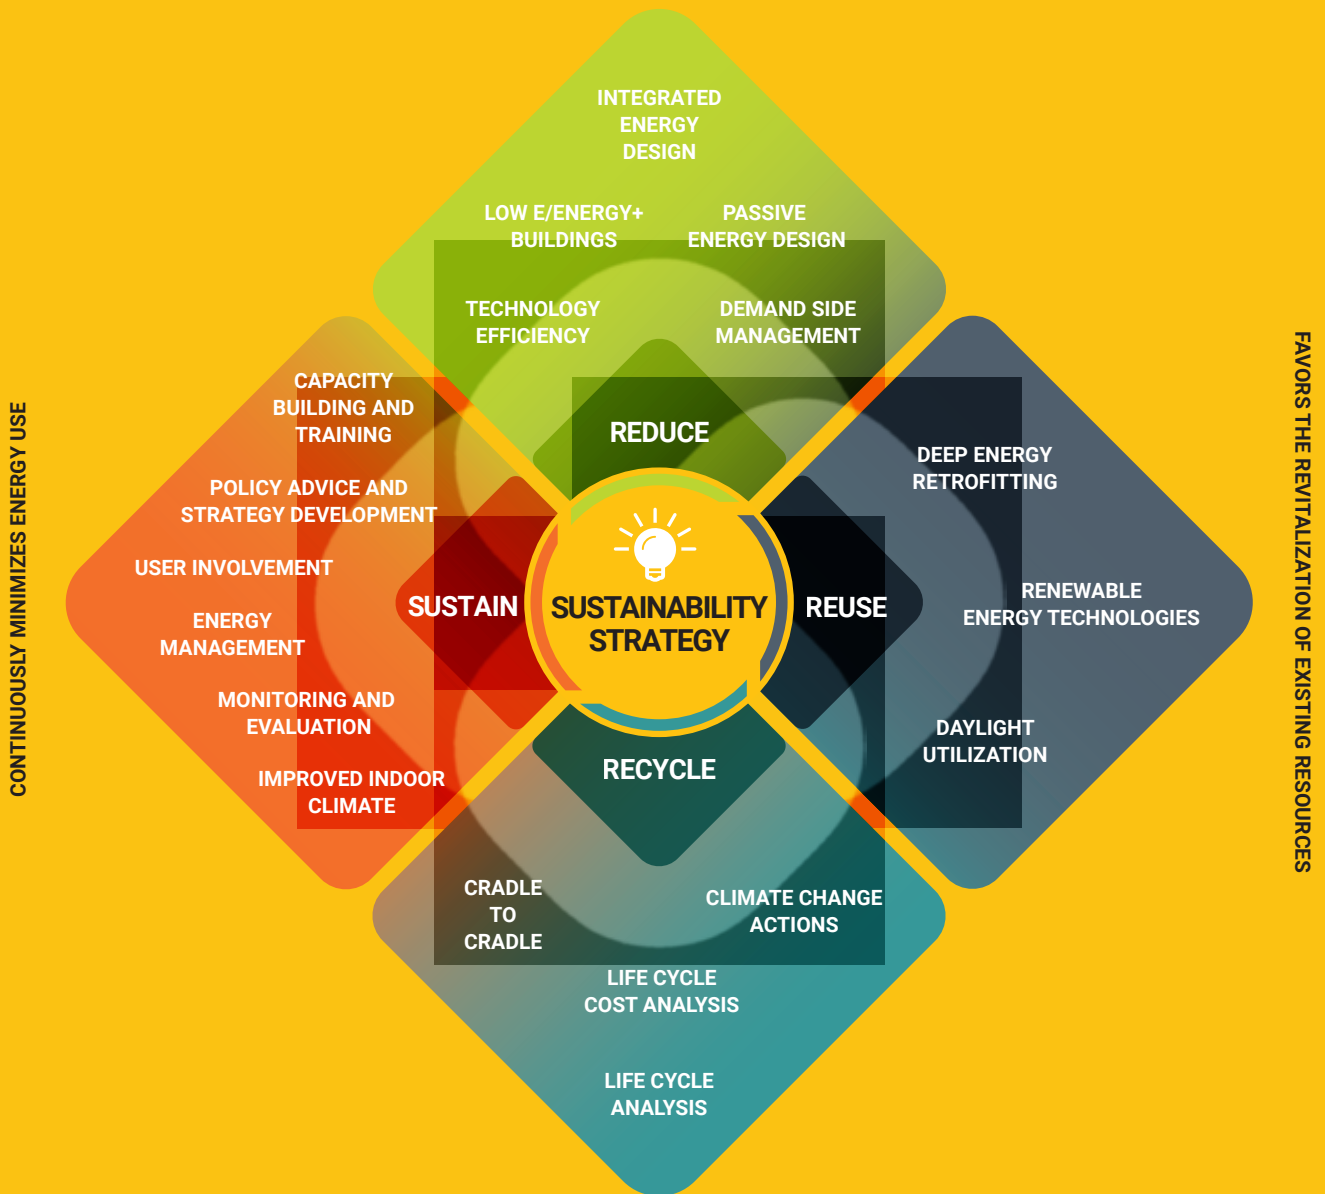 INTEGRATED
ENERGY
DESIGN
LOW E/ENERGY+
BUILDINGS
PASSIVE
ENERGY DESIGN
TECHNOLOGY
EFFICIENCY
DEMAND SIDE
MANAGEMENT
REDUCE
CAPACITY
BUILDING AND
TRAINING
POLICY ADVICE AND
STRATEGY DEVELOPMENT
USER INVOLVEMENT
ENERGY
MANAGEMENT
MONITORING AND
EVALUATION
IMPROVED INDOOR
CLIMATE
SUSTAIN
SUSTAINABILITY
STRATEGY
REUSE
DEEP ENERGY
RETROFITTING
RENEWABLE
ENERGY TECHNOLOGIES
DAYLIGHT
UTILIZATION
RECYCLE
CRADLE
TO
CRADLE
CLIMATE CHANGE
ACTIONS
LIFE CYCLE
COST ANALYSIS
LIFE CYCLE
ANALYSIS
CONTINUOUSLY MINIMIZES ENERGY USE
FAVORS THE REVITALIZATION OF EXISTING RESOURCES